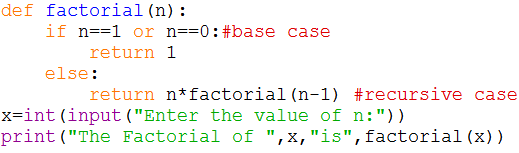 def factorial(n):
    if n==1 or n==0:#base case
        return 1
    else:
        return n*factorial(n-1) #recursive case
x=int(input("Enter the value of n:"))
print("The Factorial of ",x,"is",factorial(x))